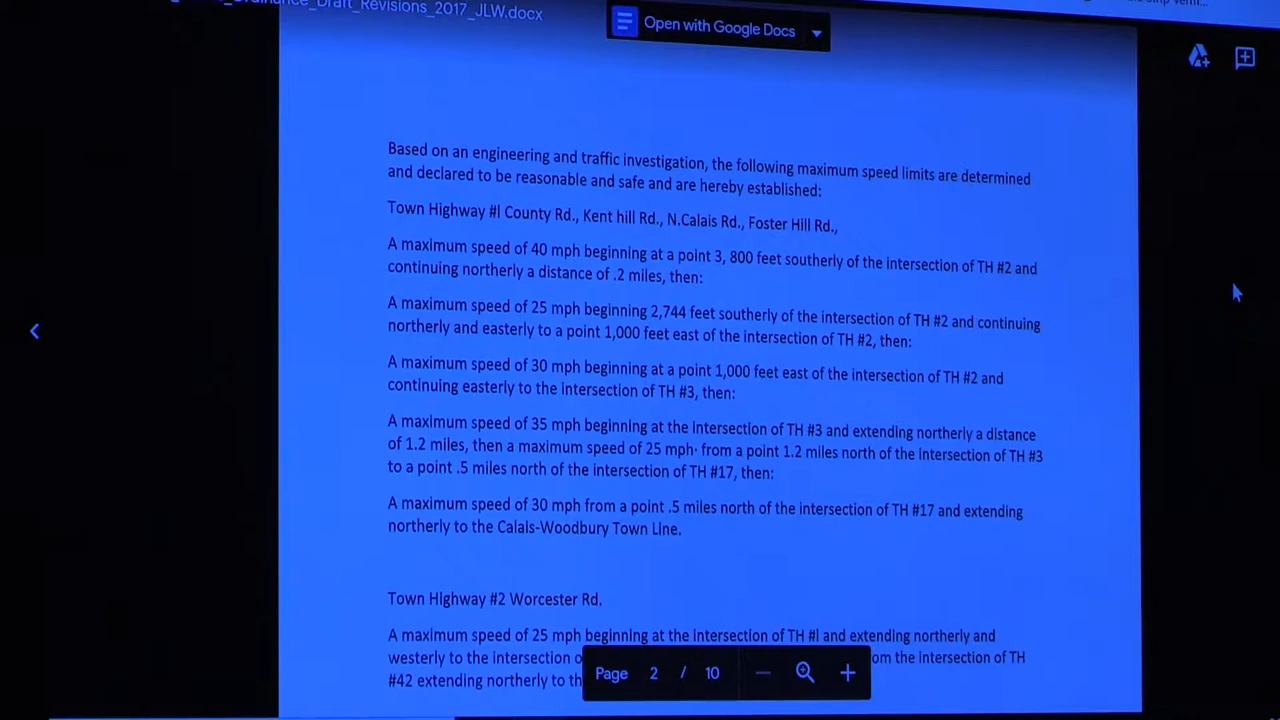 Draft_Revisions_2017_JLW.docx
Open with Google Docs
Based on an engineering and traffic investigation, the following maximum speed limits are determined
and declared to be reasonable and safe and are hereby established:
Town Highway #l County Rd., Kent hill Rd., N.Calais Rd., Foster Hill Rd.,
A maximum speed of 40 mph beginning at a point 3, 800 feet southerly of the intersection of TH #2 and
continuing northerly a distance of .2 miles, then:
A maximum speed of 25 mph beginning 2,744 feet southerly of the intersection of TH #2 and continuing
northerly and easterly to a point 1,000 feet east of the intersection of TH #2, then:
A maximum speed of 30 mph beginning at a point 1,000 feet east of the intersection of TH #2 and
continuing easterly to the intersection of TH #3, then:
A maximum speed of 35 mph beginning at the intersection of TH #3 and extending northerly a distance
of 1.2 miles, then a maximum speed of 25 mph· from a point 1.2 miles north of the intersection of TH #3
to a point .5 miles north of the intersection of TH #17, then:
A maximum speed of 30 mph from a point .5 miles north of the intersection of TH #17 and extending
northerly to the Calais-Woodbury Town Line.
Town Highway #2 Worcester Rd.
A maximum speed of 25 mph beginning at the intersection of TH #l and extending northerly and
westerly to the intersection o om the intersection of TH
#42 extending northerly to th
Page 2 / 10